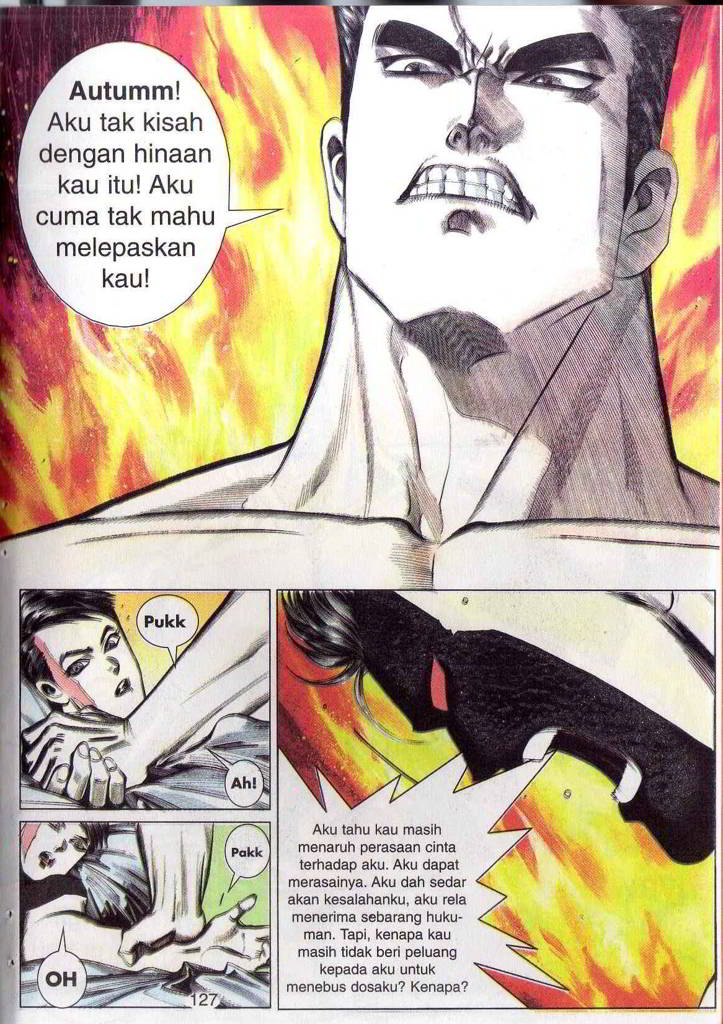 Autumm!
Aku tak kisah
dengan hinaan
kau itu! Aku
cuma tak mahu
melepaskan
kau!
Pukk
Ah!
Pakk
OH
Aku tahu kau masih
menaruh perasaan cinta
terhadap aku. Aku dapat
merasainya. Aku dah sedar
akan kesalahanku, aku rela
menerima sebarang huku-
man. Tapi, kenapa kau
masih tidak beri peluang
kepada aku untuk
menebus dosaku? Kenapa?
127